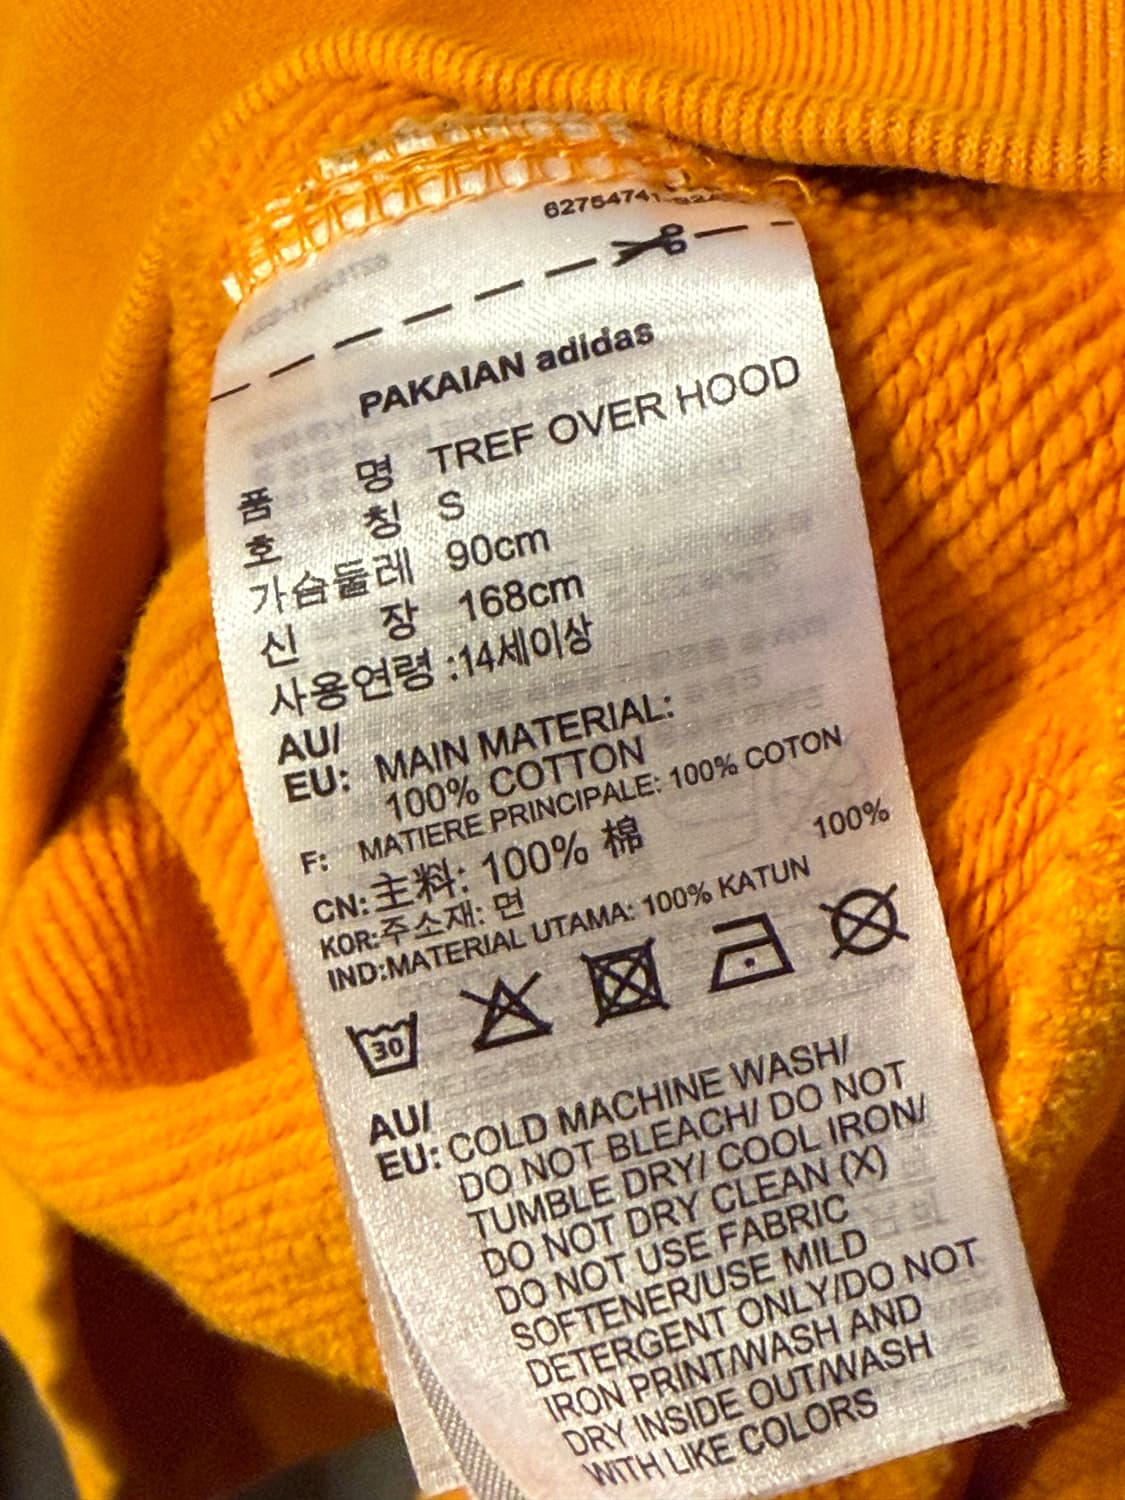 PAKAIAN adidas
품 명 TREF OVER HOOD
호 칭 S
가슴둘레 90cm
신 장 168cm
사용연령 :14세이상
AU/
EU: MAIN MATERIAL:
100% COTTON
F: MATIERE PRINCIPALE: 100% COTON
CN:主料: 100% 棉
KOR:주소재: 면 100%
IND:MATERIAL UTAMA: 100% KATUN
30
AU/
EU: COLD MACHINE WASH/
DO NOT BLEACH/ DO NOT
TUMBLE DRY/ COOL IRON/
DO NOT DRY CLEAN (X)
DO NOT USE FABRIC
SOFTENER/USE MILD
DETERGENT ONLY/DO NOT
IRON PRINT/WASH AND
DRY INSIDE OUT/WASH
WITH LIKE COLORS